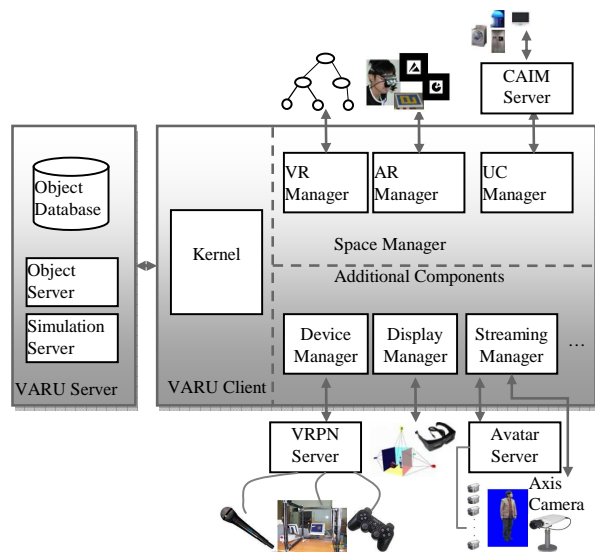 CAIM
Server
Object
Database
Object
Server
Simulation
Server
VARU Server
Kernel
VARU Client
VR
Manager
AR
Manager
UC
Manager
Space Manager
Additional Components
Device
Manager
Display
Manager
Streaming
Manager
...
VRPN
Server
Avatar
Server
Axis
Camera